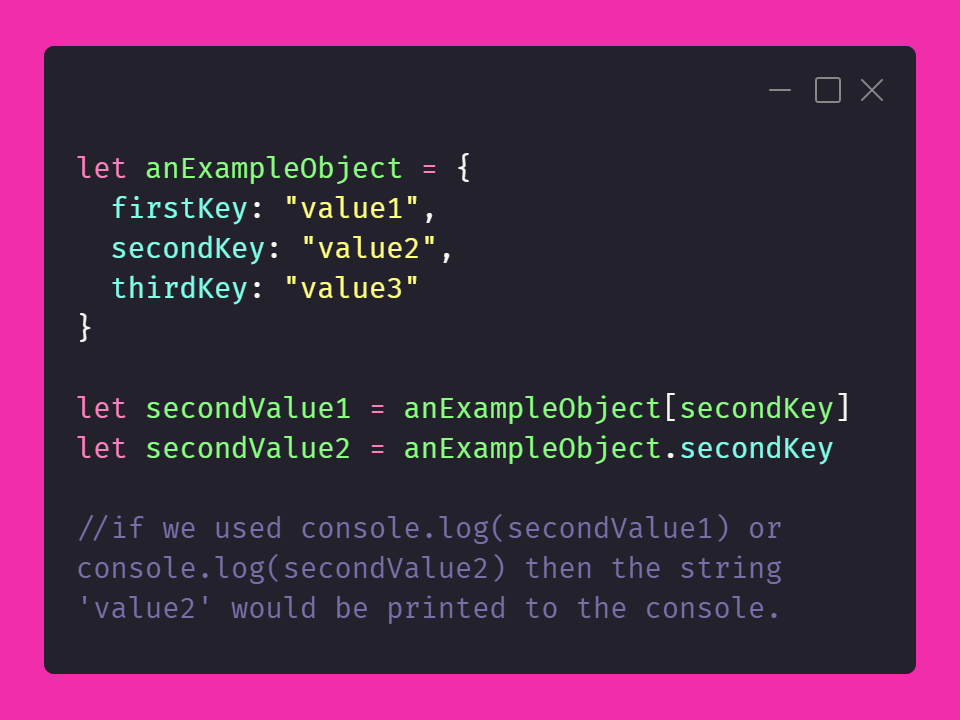 let anExampleObject = {
  firstKey: "value1",
  secondKey: "value2",
  thirdKey: "value3"
}
let secondValue1 = anExampleObject[secondKey]
let secondValue2 = anExampleObject.secondKey
//if we used console.log(secondValue1) or
console.log(secondValue2) then the string
'value2' would be printed to the console.